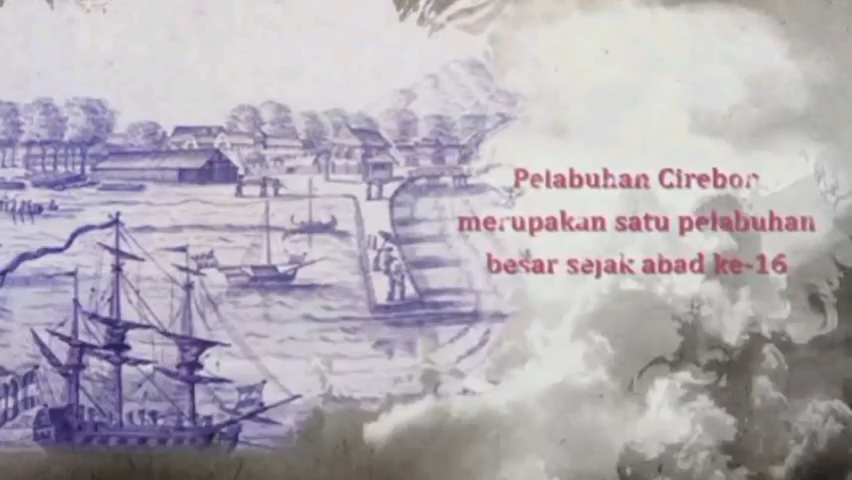 Pelabuhan Cirebon
merupakan satu pelabuhan
besar sejak abad ke-16